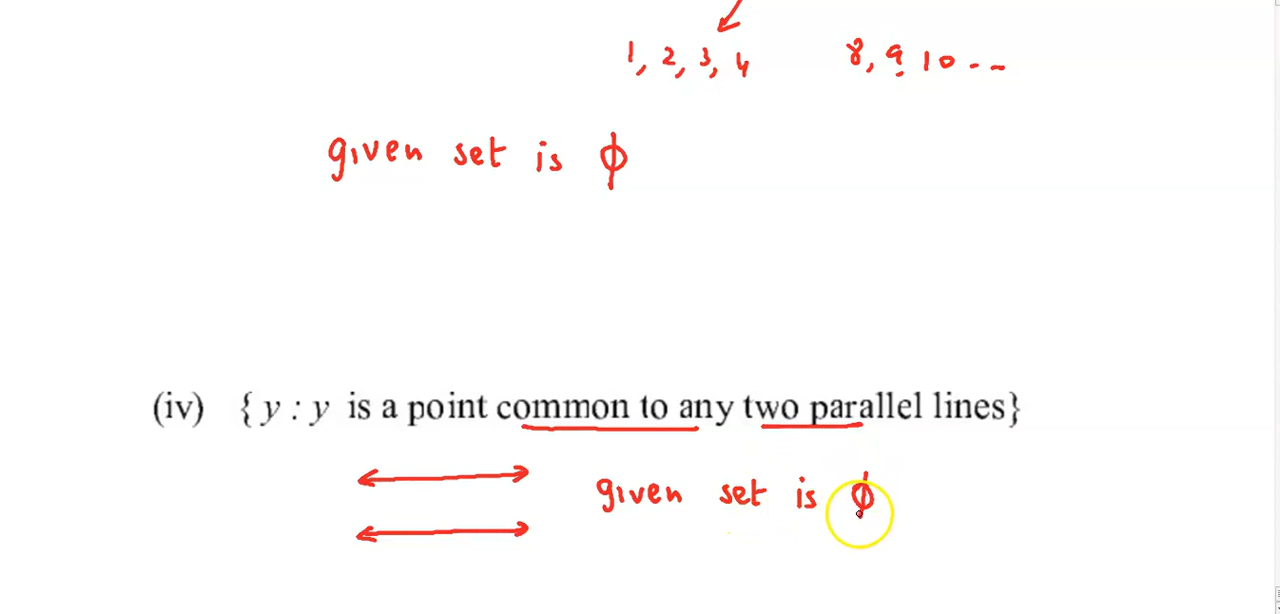 1, 2, 3, 4 8, 9, 10 - - -
given set is ϕ
(iv) { y : y is a point common to any two parallel lines}
given set is ϕ